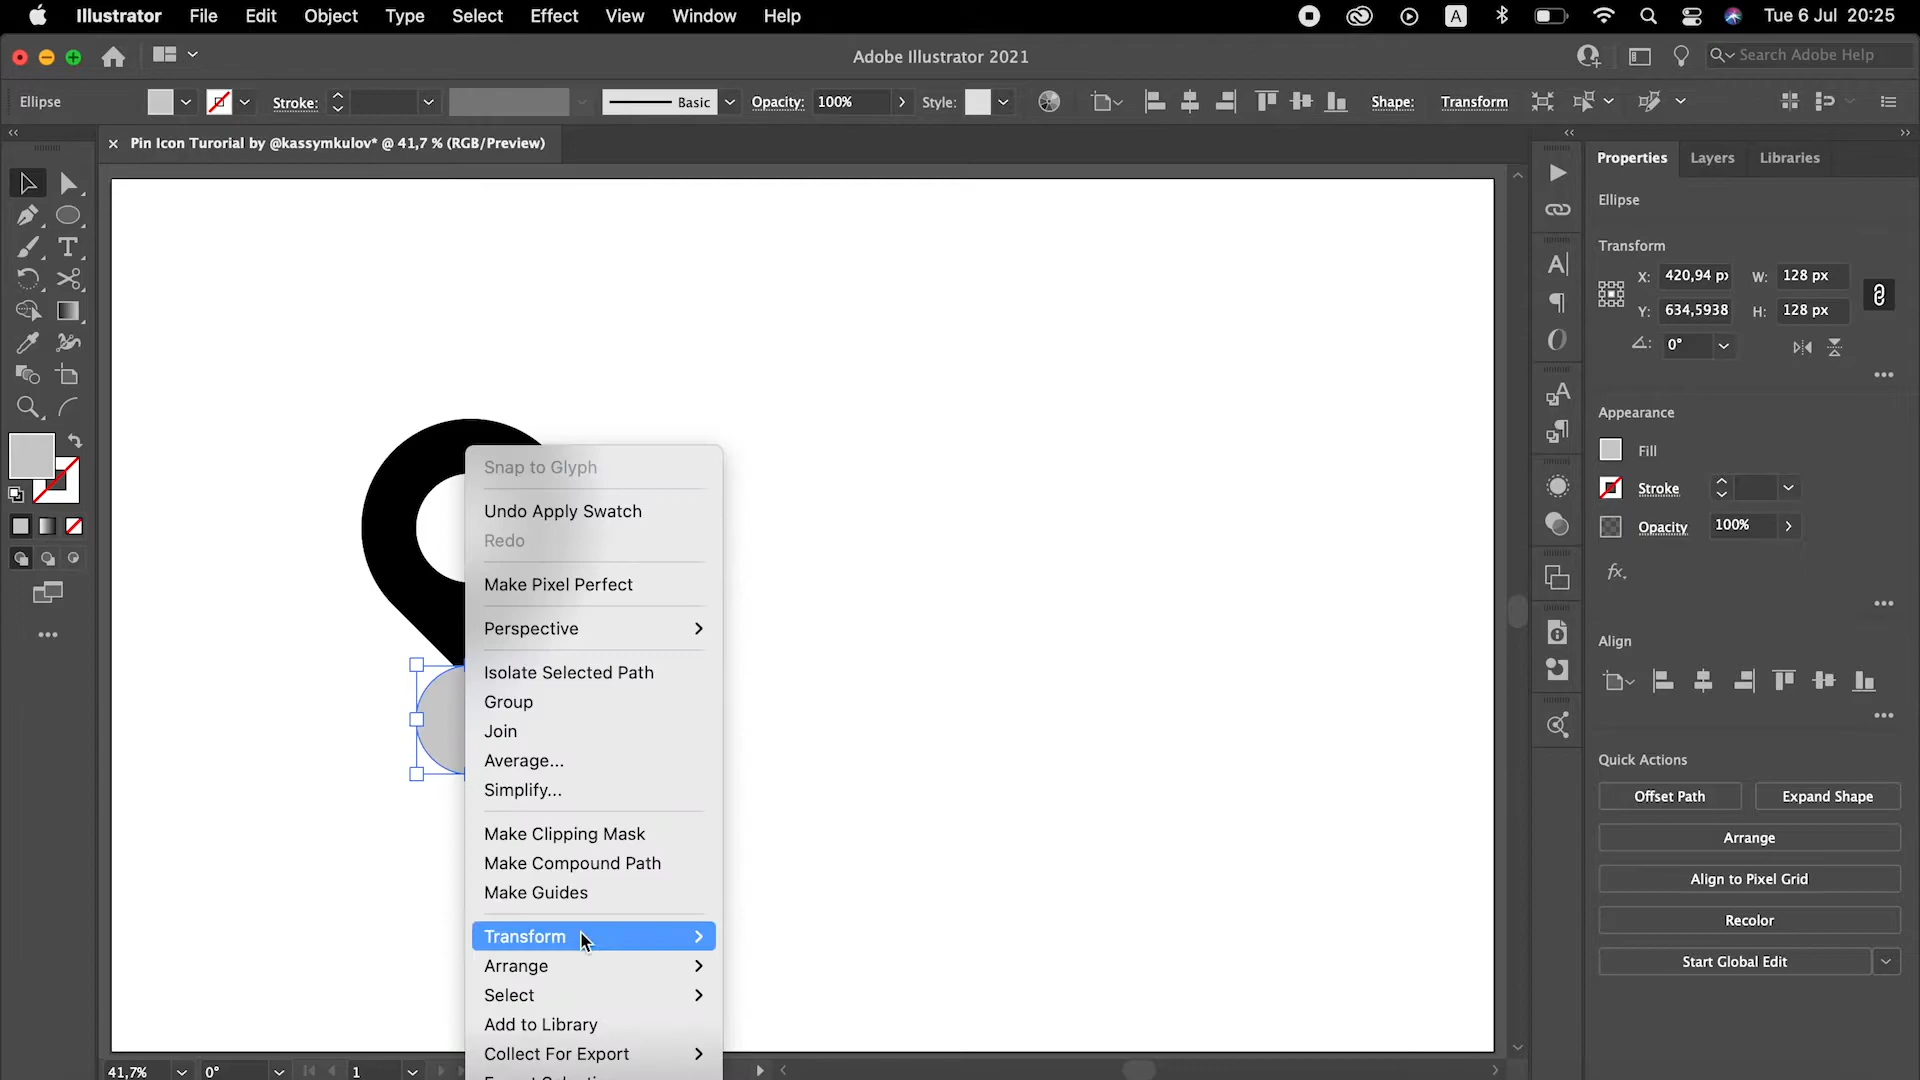 Illustrator File Edit Object Type Select Effect View Window Help A Tue 6 Jul 20:25
Adobe Illustrator 2021 Search Adobe Help
Ellipse Stroke: Basic Opacity: 100% Style: Shape: Transform
Pin Icon Turorial by @kassymkulov* @ 41,7 % (RGB/Preview)
Properties Layers Libraries
Ellipse
Transform
X: 420,94 px W: 128 px
Y: 634,5938 H: 128 px
0°
Appearance
Fill
Stroke
Opacity 100%
fx
Align
Quick Actions
Offset Path Expand Shape
Arrange
Align to Pixel Grid
Recolor
Start Global Edit
Snap to Glyph
Undo Apply Swatch
Redo
Make Pixel Perfect
Perspective
Isolate Selected Path
Group
Join
Average...
Simplify...
Make Clipping Mask
Make Compound Path
Make Guides
Transform
Arrange
Select
Add to Library
Collect For Export
41,7% 0° 1